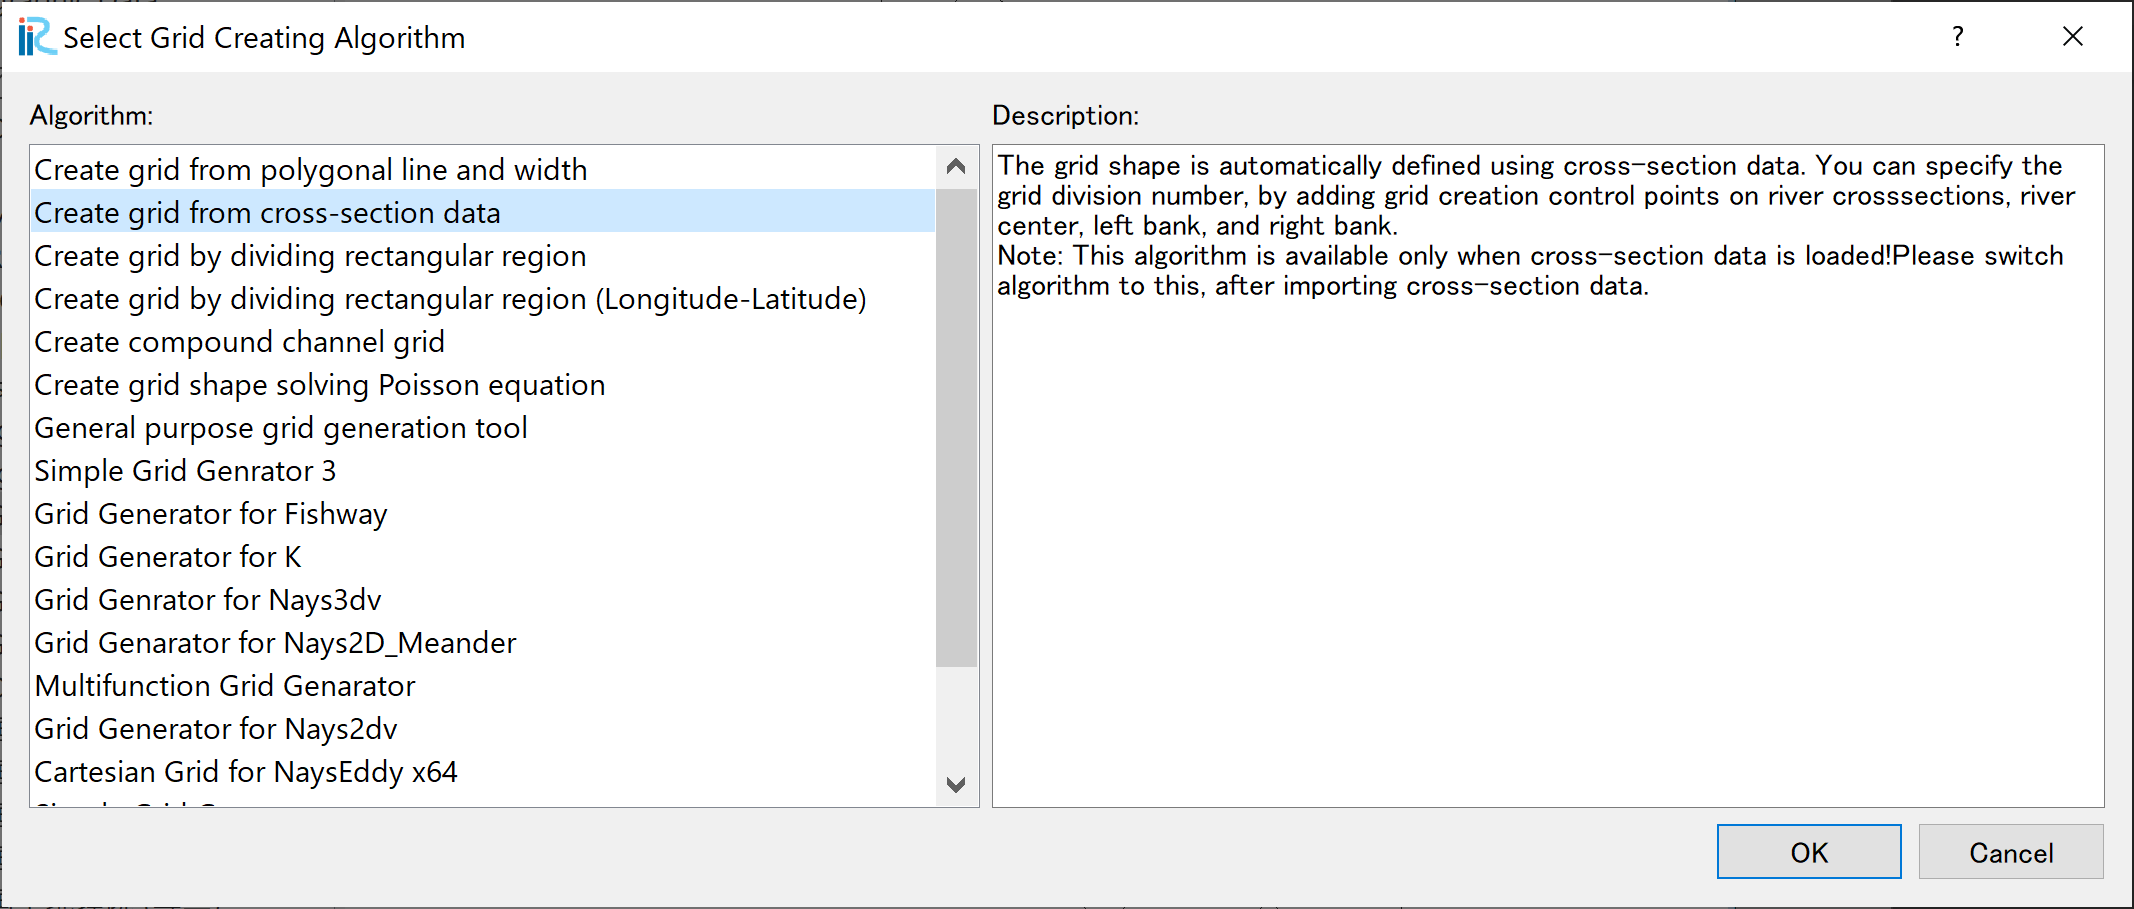 Select Grid Creating Algorithm
?
Algorithm:
Create grid from polygonal line and width
Create grid from cross-section data
Create grid by dividing rectangular region
Create grid by dividing rectangular region (Longitude-Latitude)
Create compound channel grid
Create grid shape solving Poisson equation
General purpose grid generation tool
Simple Grid Genrator 3
Grid Generator for Fishway
Grid Generator for K
Grid Genrator for Nays3dv
Grid Genarator for Nays2D_Meander
Multifunction Grid Genarator
Grid Generator for Nays2dv
Cartesian Grid for NaysEddy x64
Description:
The grid shape is automatically defined using cross-section data. You can specify the
grid division number, by adding grid creation control points on river crosssections, river
center, left bank, and right bank.
Note: This algorithm is available only when cross-section data is loaded!Please switch
algorithm to this, after importing cross-section data.
OK
Cancel